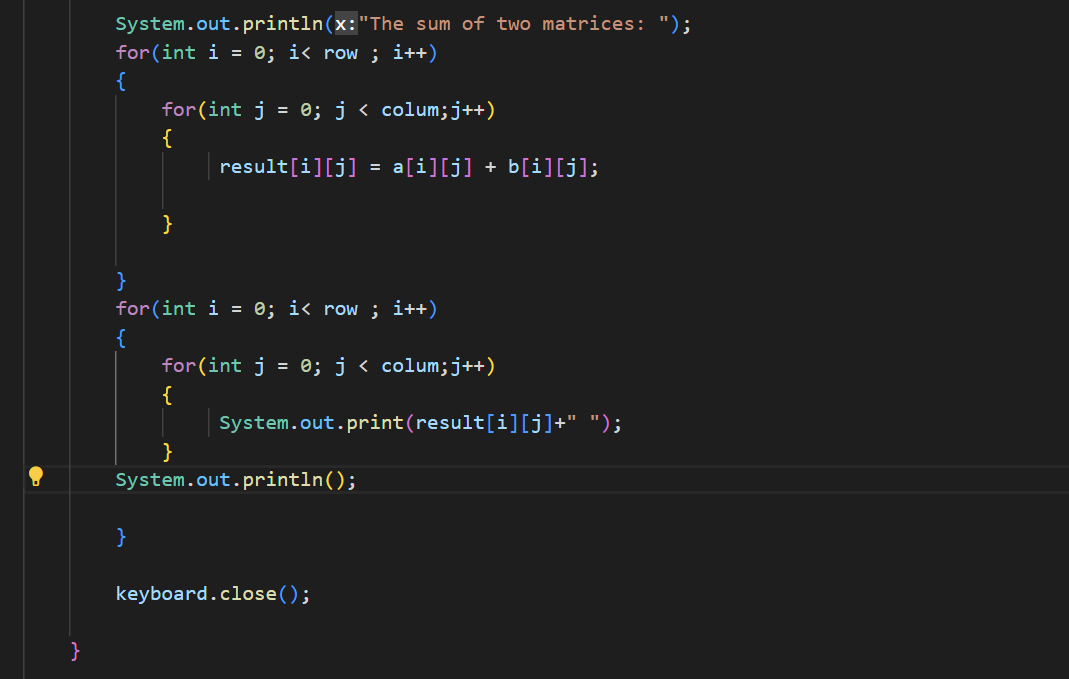 System.out.println(x:"The sum of two matrices: ");
for(int i = 0; i< row ; i++)
{
for(int j = 0; j < colum;j++)
{
result[i][j] = a[i][j] + b[i][j];
}
}
for(int i = 0; i< row ; i++)
{
for(int j = 0; j < colum;j++)
{
System.out.print(result[i][j]+" ");
}
System.out.println();
}
keyboard.close();
}